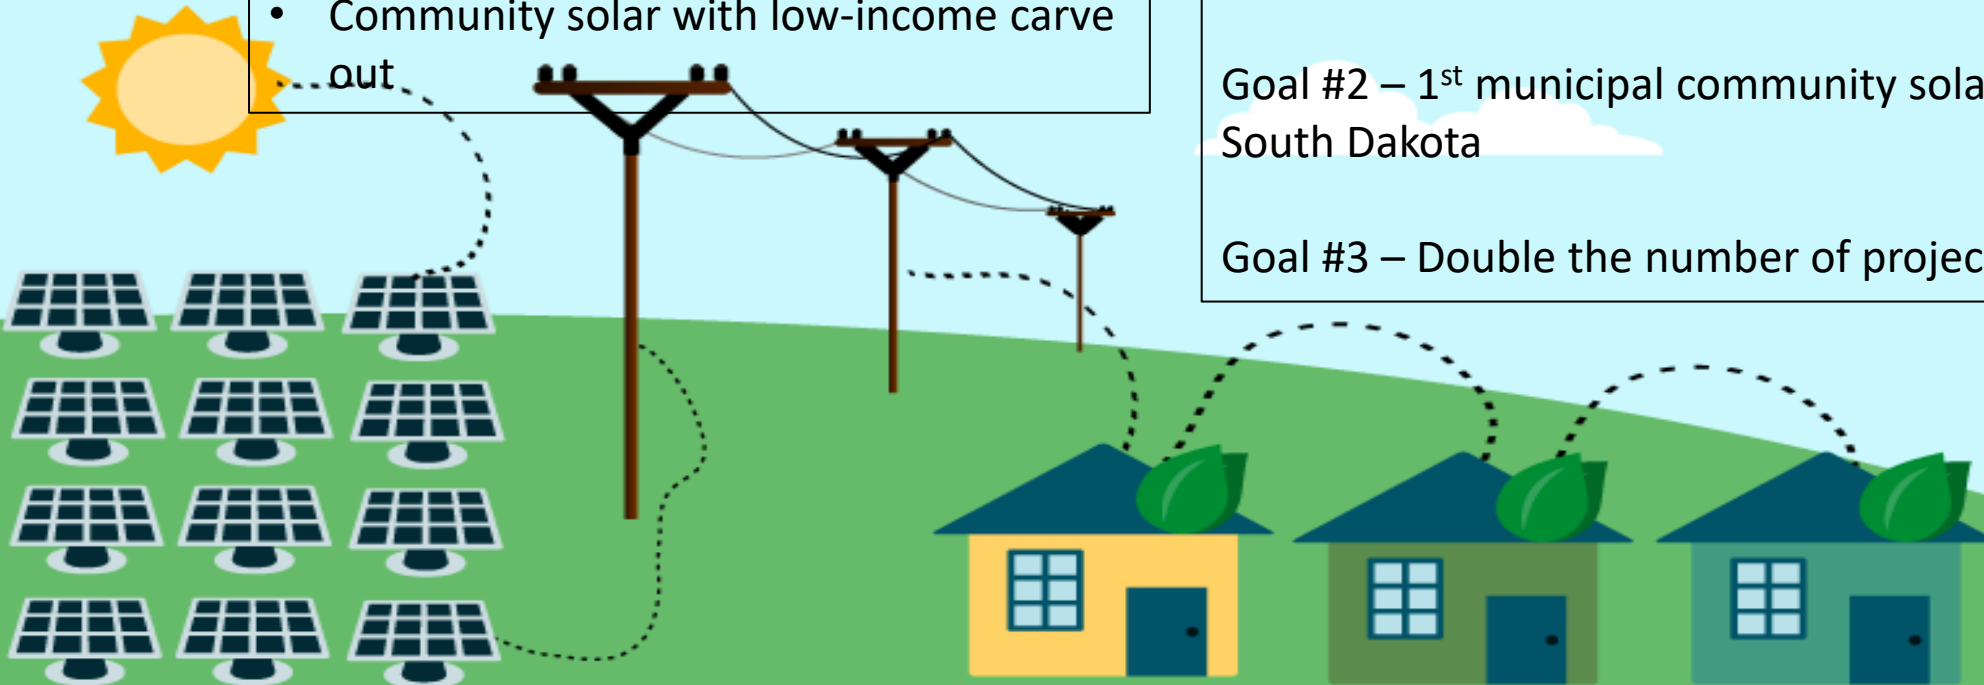 • Community solar with low-income carve
out
Goal #2 – 1st municipal community sola
South Dakota
Goal #3 – Double the number of projec